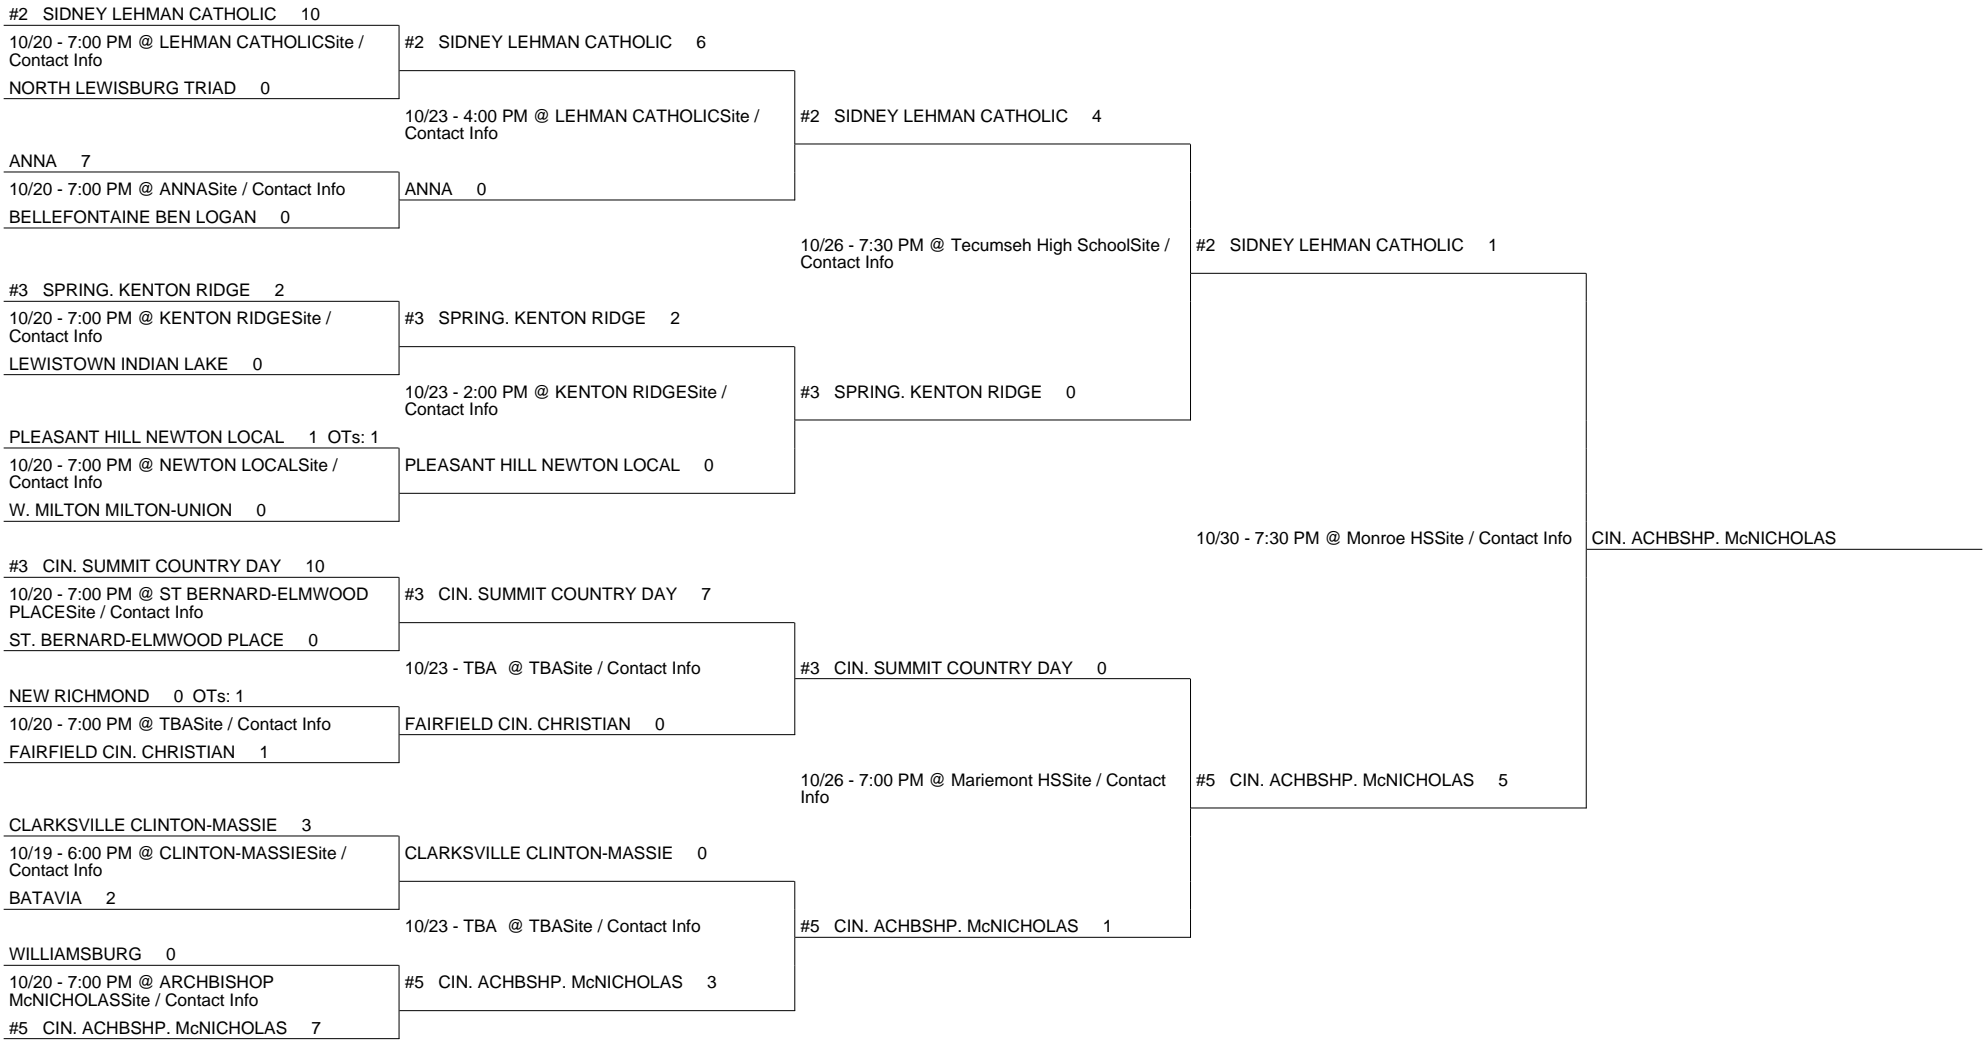 #2 SIDNEY LEHMAN CATHOLIC 10
10/20 - 7:00 PM @ LEHMAN CATHOLICSite /
Contact Info
NORTH LEWISBURG TRIAD 0
ANNA 7
10/20 - 7:00 PM @ ANNASite / Contact Info
BELLEFONTAINE BEN LOGAN 0
#3 SPRING. KENTON RIDGE 2
10/20 - 7:00 PM @ KENTON RIDGESite /
Contact Info
LEWISTOWN INDIAN LAKE 0
PLEASANT HILL NEWTON LOCAL 1 OTs: 1
10/20 - 7:00 PM @ NEWTON LOCALSite /
Contact Info
W. MILTON MILTON-UNION 0
#3 CIN. SUMMIT COUNTRY DAY 10
10/20 - 7:00 PM @ ST BERNARD-ELMWOOD
PLACESite / Contact Info
ST. BERNARD-ELMWOOD PLACE 0
NEW RICHMOND 0 OTs: 1
10/20 - 7:00 PM @ TBASite / Contact Info
FAIRFIELD CIN. CHRISTIAN 1
CLARKSVILLE CLINTON-MASSIE 3
10/19 - 6:00 PM @ CLINTON-MASSIESite /
Contact Info
BATAVIA 2
WILLIAMSBURG 0
10/20 - 7:00 PM @ ARCHBISHOP
McNICHOLASSite / Contact Info
#5 CIN. ACHBSHP. McNICHOLAS 7
#2 SIDNEY LEHMAN CATHOLIC 6
10/23 - 4:00 PM @ LEHMAN CATHOLICSite /
Contact Info
ANNA 0
#3 SPRING. KENTON RIDGE 2
10/23 - 2:00 PM @ KENTON RIDGESite /
Contact Info
PLEASANT HILL NEWTON LOCAL 0
#3 CIN. SUMMIT COUNTRY DAY 7
10/23 - TBA @ TBASite / Contact Info
FAIRFIELD CIN. CHRISTIAN 0
CLARKSVILLE CLINTON-MASSIE 0
10/23 - TBA @ TBASite / Contact Info
#5 CIN. ACHBSHP. McNICHOLAS 3
#2 SIDNEY LEHMAN CATHOLIC 4
10/26 - 7:30 PM @ Tecumseh High SchoolSite /
Contact Info
#3 SPRING. KENTON RIDGE 0
#3 CIN. SUMMIT COUNTRY DAY 0
10/26 - 7:00 PM @ Mariemont HSSite / Contact
Info
#5 CIN. ACHBSHP. McNICHOLAS 1
#2 SIDNEY LEHMAN CATHOLIC 1
10/30 - 7:30 PM @ Monroe HSSite / Contact Info
#5 CIN. ACHBSHP. McNICHOLAS 5
CIN. ACHBSHP. McNICHOLAS